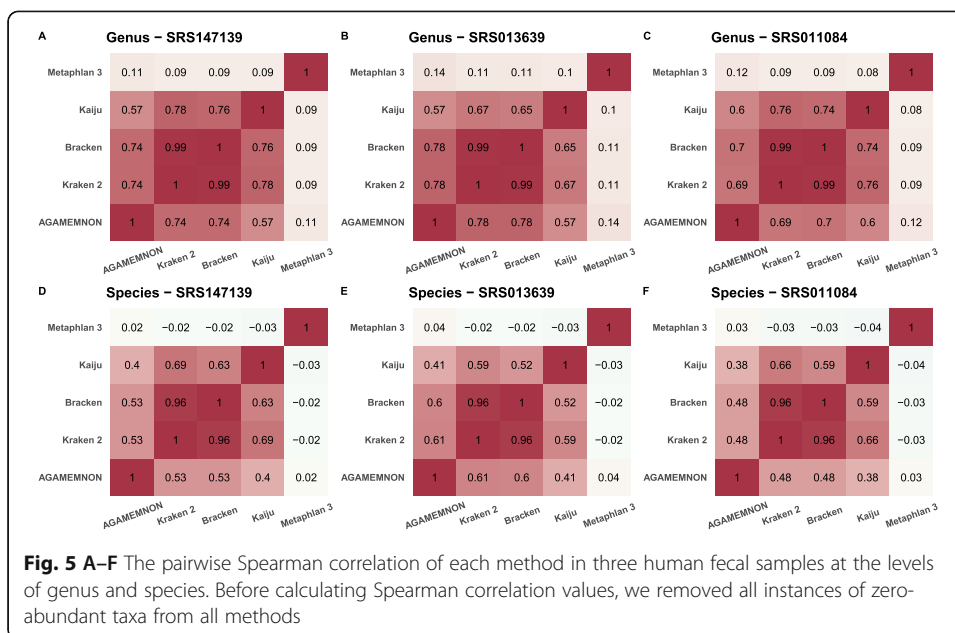 A Genus – SRS147139
Metaphlan 3 0.11 0.09 0.09 0.09 1
Kaiju 0.57 0.78 0.76 1 0.09
Bracken 0.74 0.99 1 0.76 0.09
Kraken 2 0.74 1 0.99 0.78 0.09
AGAMEMNON 1 0.74 0.74 0.57 0.11
AGAMEMNON Kraken 2 Bracken Kaiju Metaphlan 3
B Genus – SRS013639
0.14 0.11 0.11 0.1 1
Kaiju 0.57 0.67 0.65 1 0.1
Bracken 0.78 0.99 1 0.65 0.11
Kraken 2 0.78 1 0.99 0.67 0.11
AGAMEMNON 1 0.78 0.78 0.57 0.14
AGAMEMNON Kraken 2 Bracken Kaiju Metaphlan 3
C Genus – SRS011084
Metaphlan 3 0.12 0.09 0.09 0.08 1
Kaiju 0.6 0.76 0.74 1 0.08
Bracken 0.7 0.99 1 0.74 0.09
Kraken 2 0.69 1 0.99 0.76 0.09
AGAMEMNON 1 0.69 0.7 0.6 0.12
AGAMEMNON Kraken 2 Bracken Kaiju Metaphlan 3
D Species – SRS147139
Metaphlan 3 0.02 −0.02 −0.02 −0.03 1
Kaiju 0.4 0.69 0.63 1 −0.03
Bracken 0.53 0.96 1 0.63 −0.02
Kraken 2 0.53 1 0.96 0.69 −0.02
AGAMEMNON 1 0.53 0.53 0.4 0.02
AGAMEMNON Kraken 2 Bracken Kaiju Metaphlan 3
E Species – SRS013639
Metaphlan 3 0.04 −0.02 −0.02 −0.03 1
Kaiju 0.41 0.59 0.52 1 −0.03
Bracken 0.6 0.96 1 0.52 −0.02
Kraken 2 0.61 1 0.96 0.59 −0.02
AGAMEMNON 1 0.61 0.6 0.41 0.04
AGAMEMNON Kraken 2 Bracken Kaiju Metaphlan 3
F Species – SRS011084
Metaphlan 3 0.03 −0.03 −0.03 −0.04 1
Kaiju 0.38 0.66 0.59 1 −0.04
Bracken 0.48 0.96 1 0.59 −0.03
Kraken 2 0.48 1 0.96 0.66 −0.03
AGAMEMNON 1 0.48 0.48 0.38 0.03
AGAMEMNON Kraken 2 Bracken Kaiju Metaphlan 3
Fig. 5 A–F The pairwise Spearman correlation of each method in three human fecal samples at the levels
of genus and species. Before calculating Spearman correlation values, we removed all instances of zero-
abundant taxa from all methods